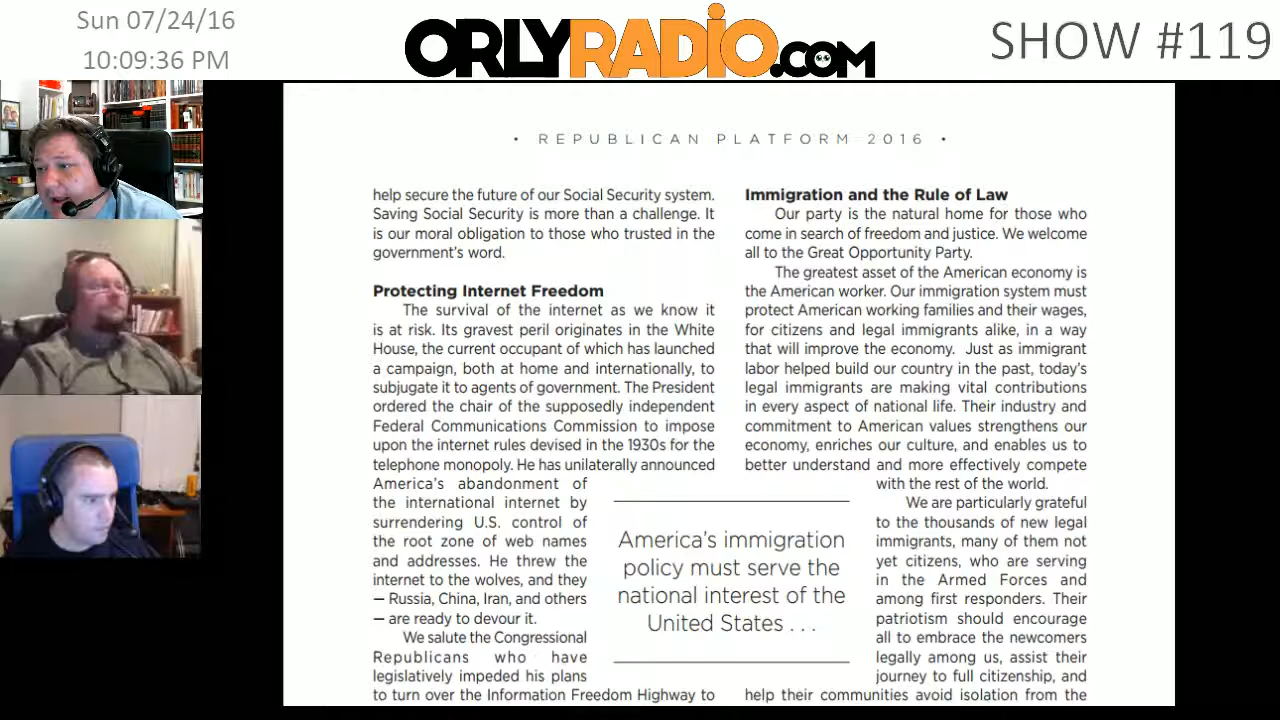 Sun 07/24/16
10:09:36 PM
ORLYRADIO.COM
SHOW #119
• REPUBLICAN PLATFORM 2016 •
help secure the future of our Social Security system.
Saving Social Security is more than a challenge. It
is our moral obligation to those who trusted in the
government’s word.
Protecting Internet Freedom
The survival of the internet as we know it
is at risk. Its gravest peril originates in the White
House, the current occupant of which has launched
a campaign, both at home and internationally, to
subjugate it to agents of government. The President
ordered the chair of the supposedly independent
Federal Communications Commission to impose
upon the internet rules devised in the 1930s for the
telephone monopoly. He has unilaterally announced
America’s abandonment of
the international internet by
surrendering U.S. control of
the root zone of web names
and addresses. He threw the
internet to the wolves, and they
— Russia, China, Iran, and others
— are ready to devour it.
We salute the Congressional
Republicans who have
legislatively impeded his plans
to turn over the Information Freedom Highway to
America’s immigration
policy must serve the
national interest of the
United States . . .
Immigration and the Rule of Law
Our party is the natural home for those who
come in search of freedom and justice. We welcome
all to the Great Opportunity Party.
The greatest asset of the American economy is
the American worker. Our immigration system must
protect American working families and their wages,
for citizens and legal immigrants alike, in a way
that will improve the economy. Just as immigrant
labor helped build our country in the past, today’s
legal immigrants are making vital contributions
in every aspect of national life. Their industry and
commitment to American values strengthens our
economy, enriches our culture, and enables us to
better understand and more effectively compete
with the rest of the world.
We are particularly grateful
to the thousands of new legal
immigrants, many of them not
yet citizens, who are serving
in the Armed Forces and
among first responders. Their
patriotism should encourage
all to embrace the newcomers
legally among us, assist their
journey to full citizenship, and
help their communities avoid isolation from the